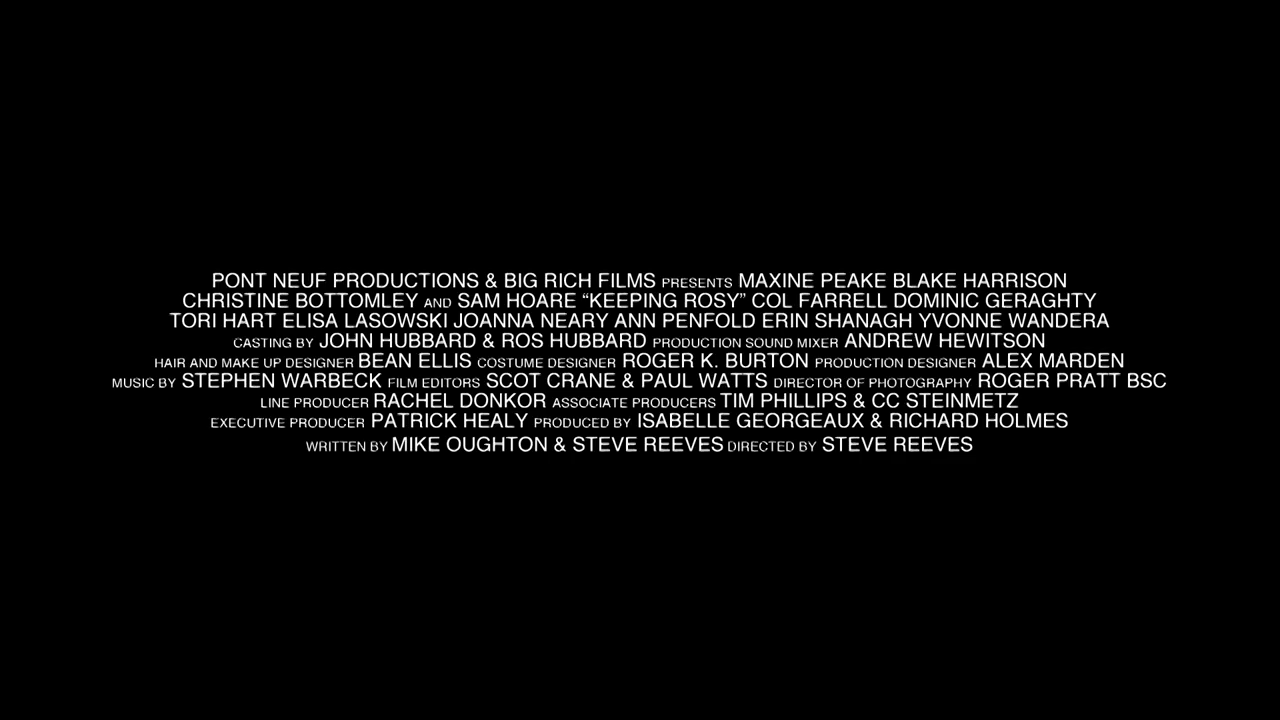 PONT NEUF PRODUCTIONS & BIG RICH FILMS PRESENTS MAXINE PEAKE BLAKE HARRISON
CHRISTINE BOTTOMLEY AND SAM HOARE “KEEPING ROSY” COL FARRELL DOMINIC GERAGHTY
TORI HART ELISA LASOWSKI JOANNA NEARY ANN PENFOLD ERIN SHANAGH YVONNE WANDERA
CASTING BY JOHN HUBBARD & ROS HUBBARD PRODUCTION SOUND MIXER ANDREW HEWITSON
HAIR AND MAKE UP DESIGNER BEAN ELLIS COSTUME DESIGNER ROGER K. BURTON PRODUCTION DESIGNER ALEX MARDEN
MUSIC BY STEPHEN WARBECK FILM EDITORS SCOT CRANE & PAUL WATTS DIRECTOR OF PHOTOGRAPHY ROGER PRATT BSC
LINE PRODUCER RACHEL DONKOR ASSOCIATE PRODUCERS TIM PHILLIPS & CC STEINMETZ
EXECUTIVE PRODUCER PATRICK HEALY PRODUCED BY ISABELLE GEORGEAUX & RICHARD HOLMES
WRITTEN BY MIKE OUGHTON & STEVE REEVES DIRECTED BY STEVE REEVES